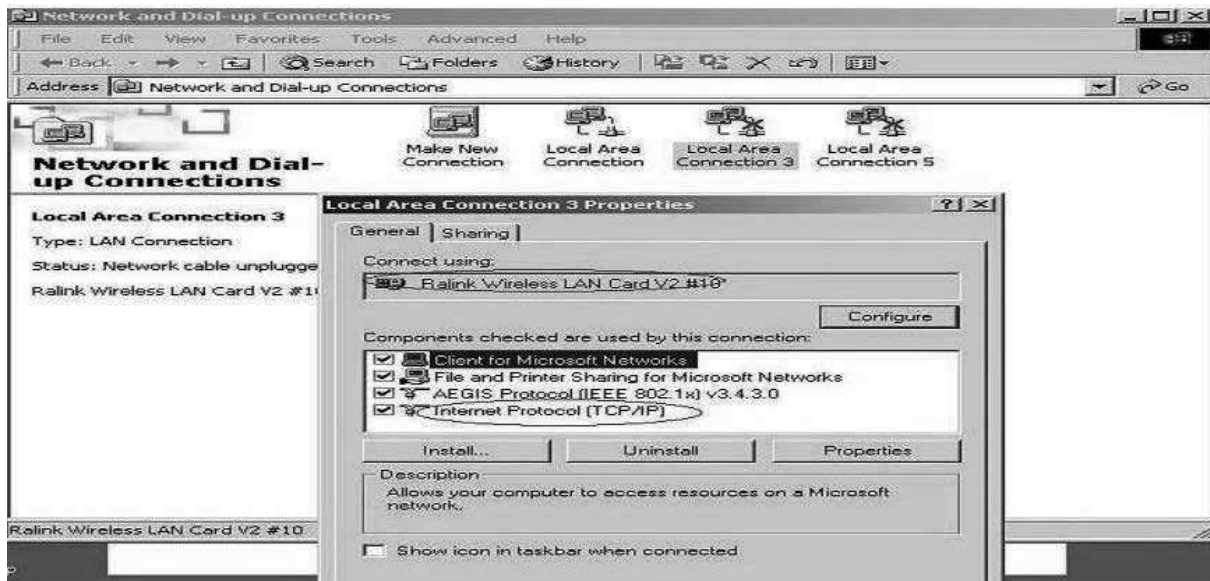 Network and Dial-up Connections
File Edit View Favorites Tools Advanced Help
Back Search Folders History
Address Network and Dial-up Connections Go
Network and Dial-up Connections
Make New Connection
Local Area Connection
Local Area Connection 3
Local Area Connection 5
Local Area Connection 3
Type: LAN Connection
Status: Network cable unplugge
Ralink Wireless LAN Card V2 #1
Local Area Connection 3 Properties
General Sharing
Connect using:
Ralink Wireless LAN Card V2 #10
Configure
Components checked are used by this connection:
Client for Microsoft Networks
File and Printer Sharing for Microsoft Networks
AEGIS Protocol (IEEE 802.1x) v3.4.3.0
Internet Protocol (TCP/IP)
Install... Uninstall Properties
Description
Allows your computer to access resources on a Microsoft
network.
Show icon in taskbar when connected
Ralink Wireless LAN Card V2 #10